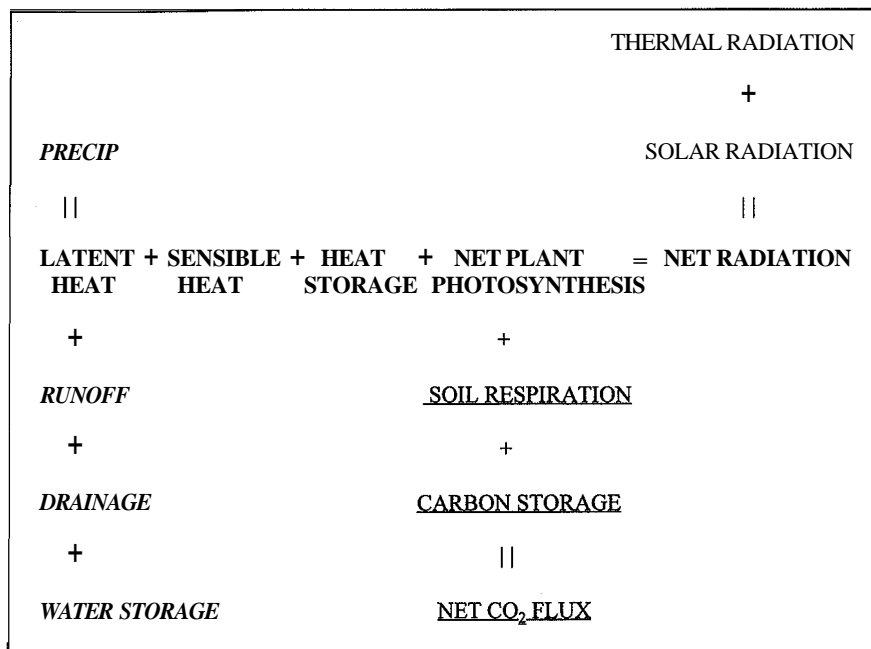 THERMAL RADIATION
+
PRECIP SOLAR RADIATION
|| ||
LATENT + SENSIBLE + HEAT + NET PLANT = NET RADIATION
HEAT HEAT STORAGE PHOTOSYNTHESIS
+ +
RUNOFF SOIL RESPIRATION
+ +
DRAINAGE CARBON STORAGE
+ ||
WATER STORAGE NET CO₂ FLUX